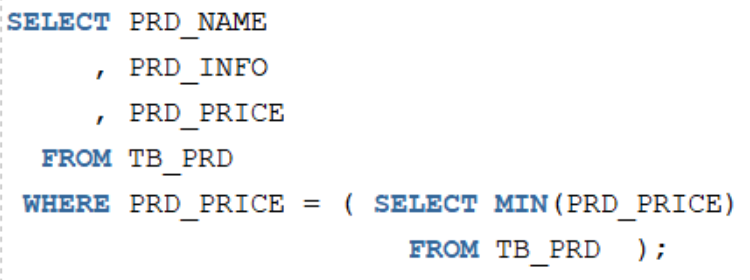 SELECT PRD_NAME
, PRD_INFO
, PRD_PRICE
FROM TB_PRD
WHERE PRD_PRICE = ( SELECT MIN(PRD_PRICE)
FROM TB_PRD );